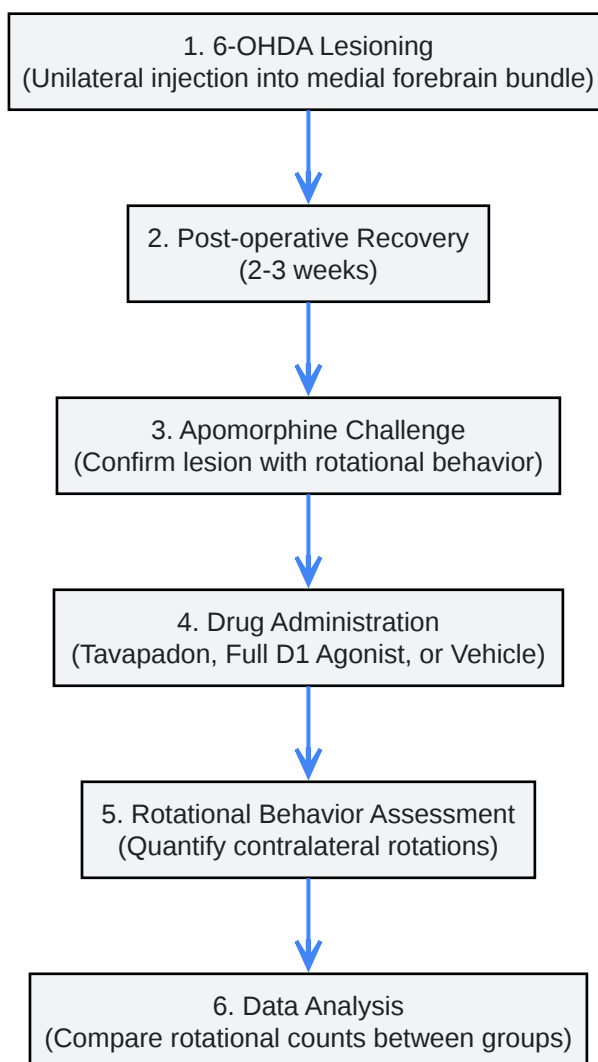 1. 6-OHDA Lesioning
(Unilateral injection into medial forebrain bundle)
2. Post-operative Recovery
(2-3 weeks)
3. Apomorphine Challenge
(Confirm lesion with rotational behavior)
4. Drug Administration
(Tavapadon, Full D1 Agonist, or Vehicle)
5. Rotational Behavior Assessment
(Quantify contralateral rotations)
6. Data Analysis
(Compare rotational counts between groups)